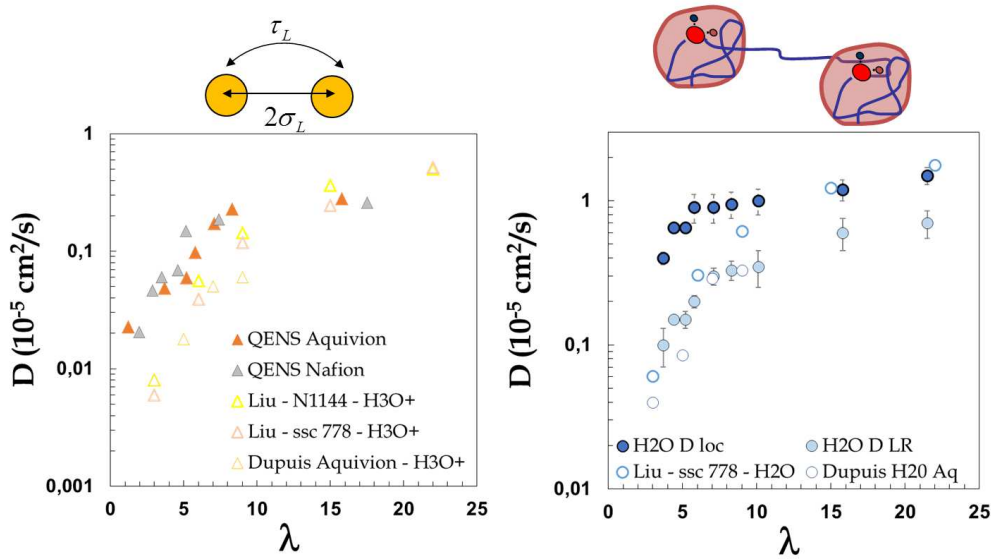 τL
2σL
D (10-5 cm2/s)
1
0,1
0,01
0,001
0 5 10 15 20 25
λ
QENS Aquivion
QENS Nafion
Liu - N1144 - H3O+
Liu - ssc 778 - H3O+
Dupuis Aquivion - H3O+
D (10-5 cm2/s)
1
0,1
0,01
0 5 10 15 20 25
λ
H2O D loc
H2O D LR
Liu - ssc 778 - H2O
Dupuis H20 Aq